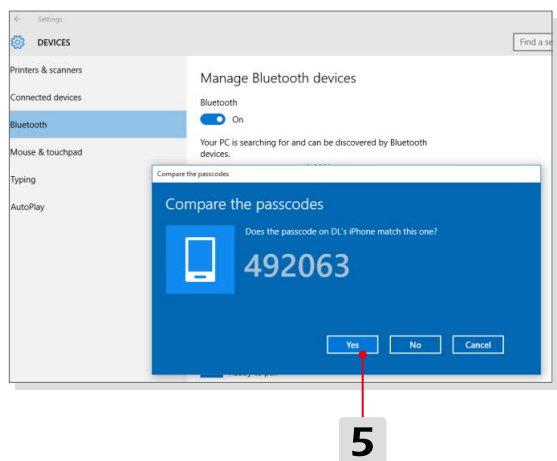 ← Settings
DEVICES
Find a se
Printers & scanners
Connected devices
Bluetooth
Mouse & touchpad
Typing
AutoPlay
Manage Bluetooth devices
Bluetooth
On
Your PC is searching for and can be discovered by Bluetooth
devices.
Compare the passcodes
Compare the passcodes
Does the passcode on DL's iPhone match this one?
492063
Yes No Cancel
5